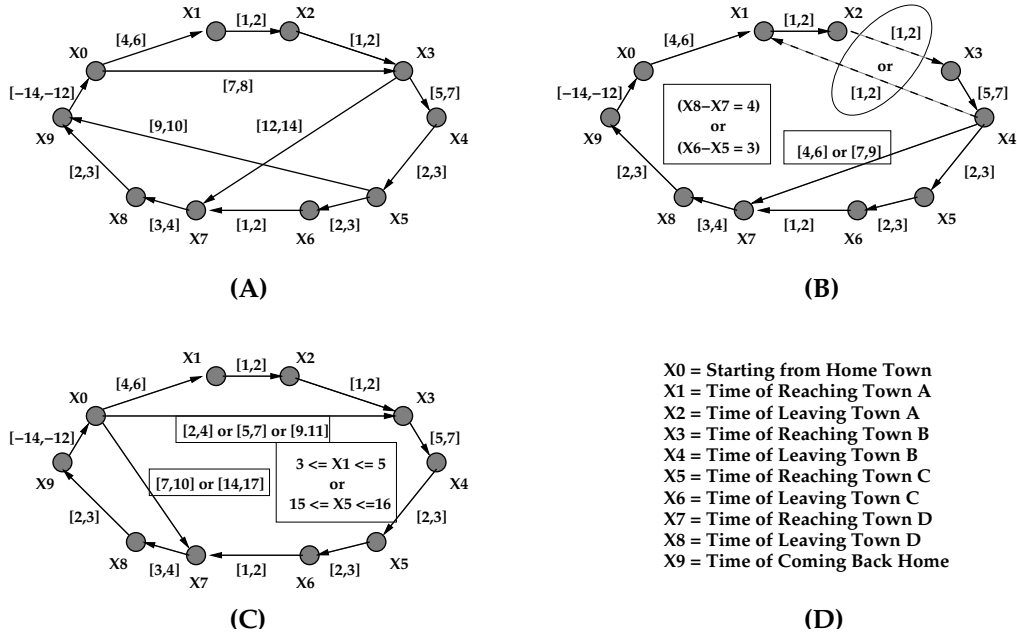 X1
[1,2]
X2
[4,6]
[1,2]
X0
X3
[7,8]
[−14,−12]
[5,7]
[9,10]
[12,14]
X9
X4
[2,3]
[2,3]
X8
X5
[3,4]
X7
[1,2]
X6
[2,3]
(A)
X1
[1,2]
X2
[1,2]
[4,6]
X0
X3
or
[−14,−12]
[1,2]
[5,7]
(X8−X7 = 4)
or
(X6−X5 = 3)
X9
X4
[4,6] or [7,9]
[2,3]
[2,3]
X8
X5
[3,4]
X7
[1,2]
X6
[2,3]
(B)
X1
[1,2]
X2
[4,6]
[1,2]
X0
X3
[2,4] or [5,7] or [9.11]
[−14,−12]
[5,7]
3 <= X1 <= 5
or
15 <= X5 <=16
[7,10] or [14,17]
X9
X4
[2,3]
[2,3]
X8
X5
[3,4]
X7
[1,2]
X6
[2,3]
(C)
X0 = Starting from Home Town
X1 = Time of Reaching Town A
X2 = Time of Leaving Town A
X3 = Time of Reaching Town B
X4 = Time of Leaving Town B
X5 = Time of Reaching Town C
X6 = Time of Leaving Town C
X7 = Time of Reaching Town D
X8 = Time of Leaving Town D
X9 = Time of Coming Back Home
(D)